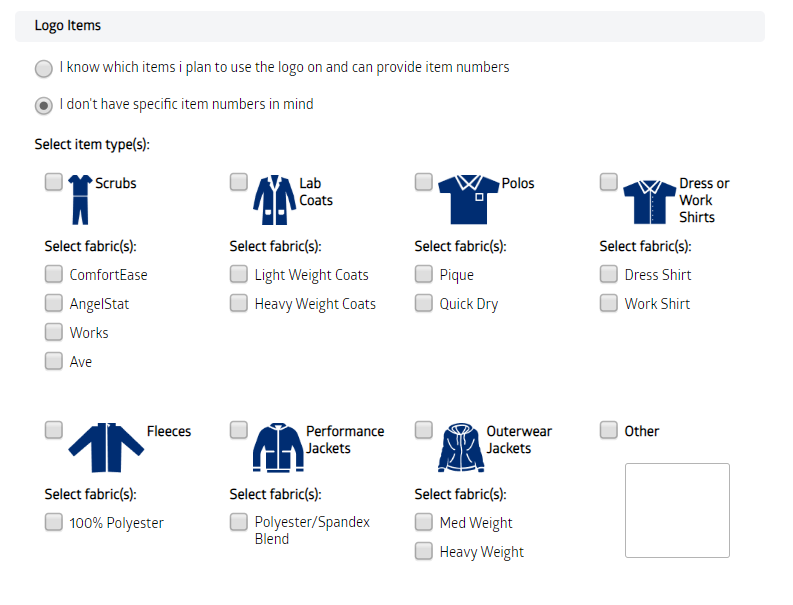 Logo Items
I know which items i plan to use the logo on and can provide item numbers
I don't have specific item numbers in mind
Select item type(s):
Scrubs
Select fabric(s):
ComfortEase
AngelStat
Works
Ave
Lab
Coats
Select fabric(s):
Light Weight Coats
Heavy Weight Coats
Polos
Select fabric(s):
Pique
Quick Dry
Dress or
Work
Shirts
Select fabric(s):
Dress Shirt
Work Shirt
Fleeces
Select fabric(s):
100% Polyester
Performance
Jackets
Select fabric(s):
Polyester/Spandex
Blend
Outerwear
Jackets
Select fabric(s):
Med Weight
Heavy Weight
Other